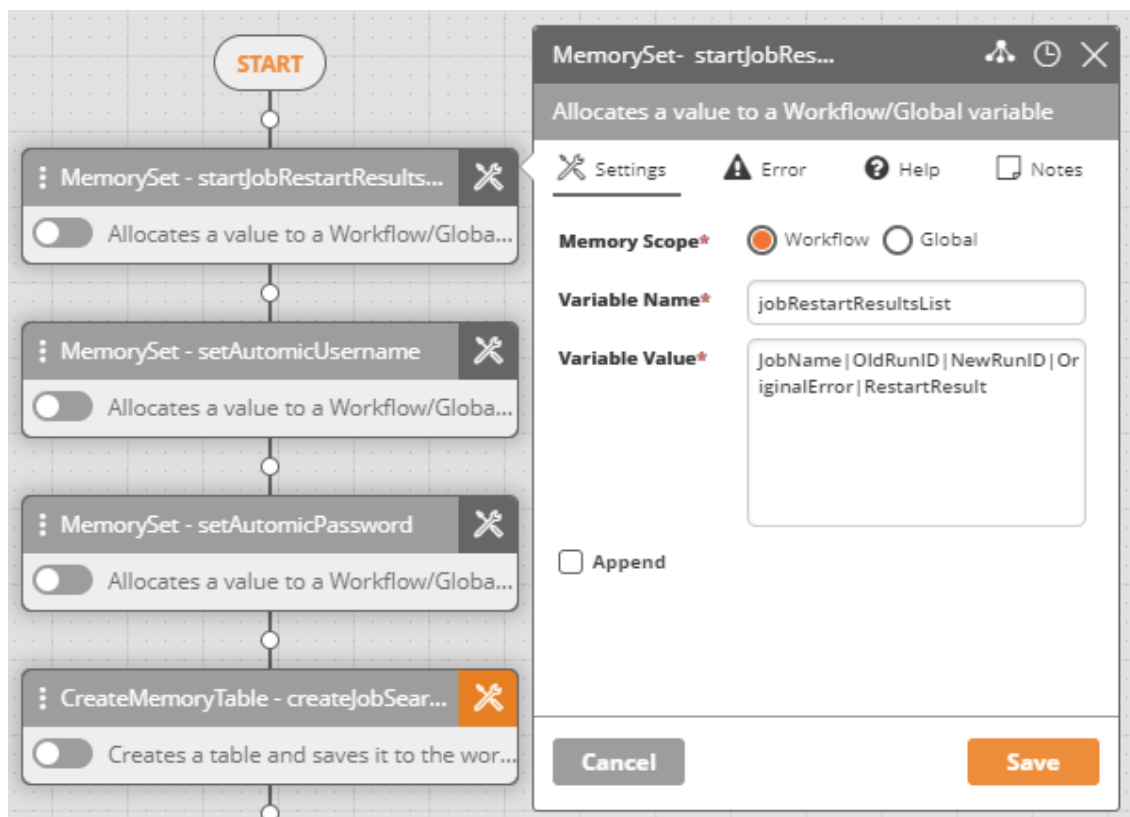 START
MemorySet - startJobRestartResults...
Allocates a value to a Workflow/Globa...
MemorySet - setAutomicUsername
Allocates a value to a Workflow/Globa...
MemorySet - setAutomicPassword
Allocates a value to a Workflow/Globa...
CreateMemoryTable - createJobSear...
Creates a table and saves it to the wor...
MemorySet- startJobRes...
Allocates a value to a Workflow/Global variable
Settings Error Help Notes
Memory Scope* Workflow Global
Variable Name* jobRestartResultsList
Variable Value* JobName|OldRunID|NewRunID|Or
iginalError|RestartResult
Append
Cancel Save